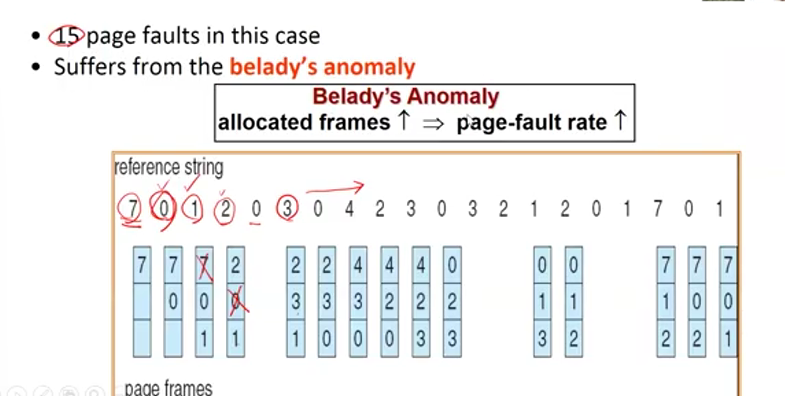 • 15 page faults in this case
• Suffers from the belady's anomaly
Belady's Anomaly
allocated frames ↑ ⇒ page-fault rate ↑
reference string
7 0 1 2 0 3 0 4 2 3 0 3 2 1 2 0 1 7 0 1
7 7 7 2 2 2 4 4 4 0 0 0 7 7 7
0 0 0 3 3 3 2 2 2 1 1 1 0 0
1 1 1 0 0 0 3 3 3 2 2 2 1
page frames